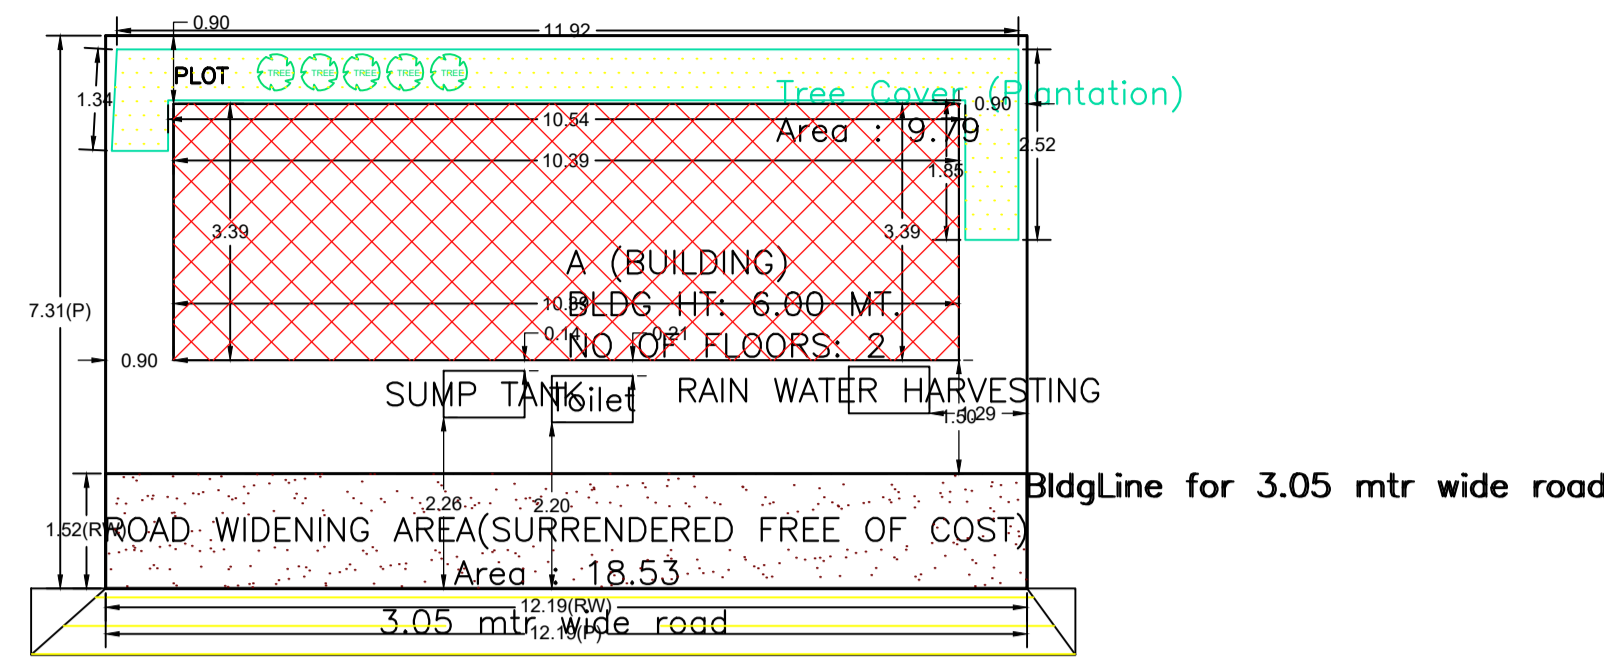 0.90
11.92
PLOT
TREE TREE TREE TREE TREE
Tree Cover (Plantation)
1.34
0.90
10.54
Area : 9.79
2.52
10.39
1.85
3.39
3.39
A (BUILDING)
10.39
BLDG HT: 6.00 MT.
7.31(P)
0.14
0.21
NO OF FLOORS: 2
0.90
SUMP TANK
Toilet
RAIN WATER HARVESTING
1.50
1.29
BldgLine for 3.05 mtr wide road
2.26
2.20
1.52(RW)
ROAD WIDENING AREA(SURRENDERED FREE OF COST)
Area : 18.53
12.19(RW)
3.05 mtr wide road
12.19(P)